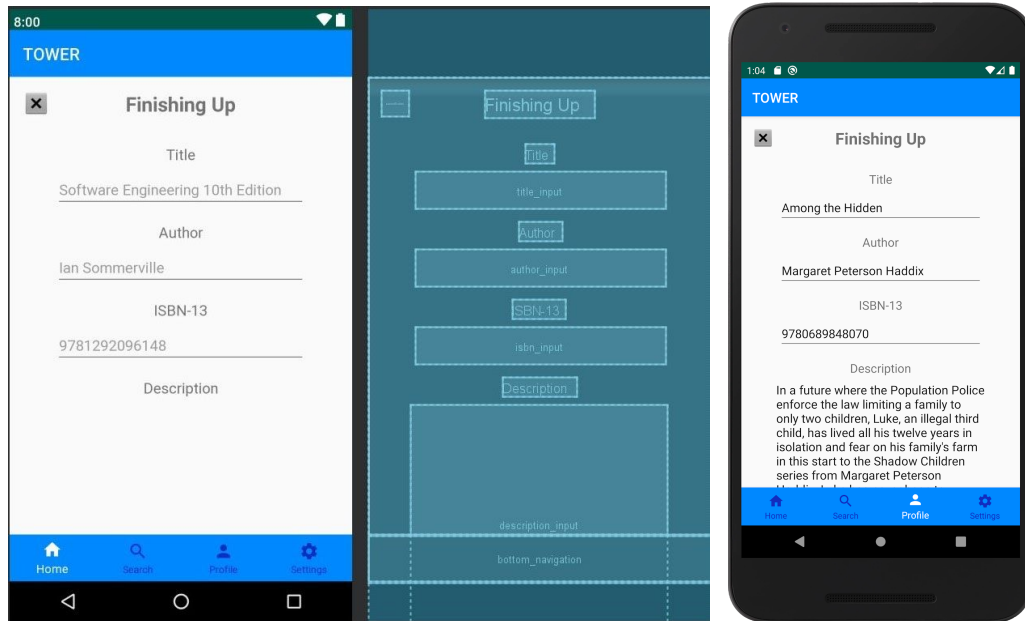 8:00
TOWER
Finishing Up
Title
Software Engineering 10th Edition
Author
Ian Sommerville
ISBN-13
9781292096148
Description
Home Search Profile Settings
Finishing Up
Title
title_input
Author
author_input
ISBN-13
isbn_input
Description
description_input
bottom_navigation
1:04
TOWER
Finishing Up
Title
Among the Hidden
Author
Margaret Peterson Haddix
ISBN-13
9780689848070
Description
In a future where the Population Police
enforce the law limiting a family to
only two children, Luke, an illegal third
child, has lived all his twelve years in
isolation and fear on his family's farm
in this start to the Shadow Children
series from Margaret Peterson
Home Search Profile Settings